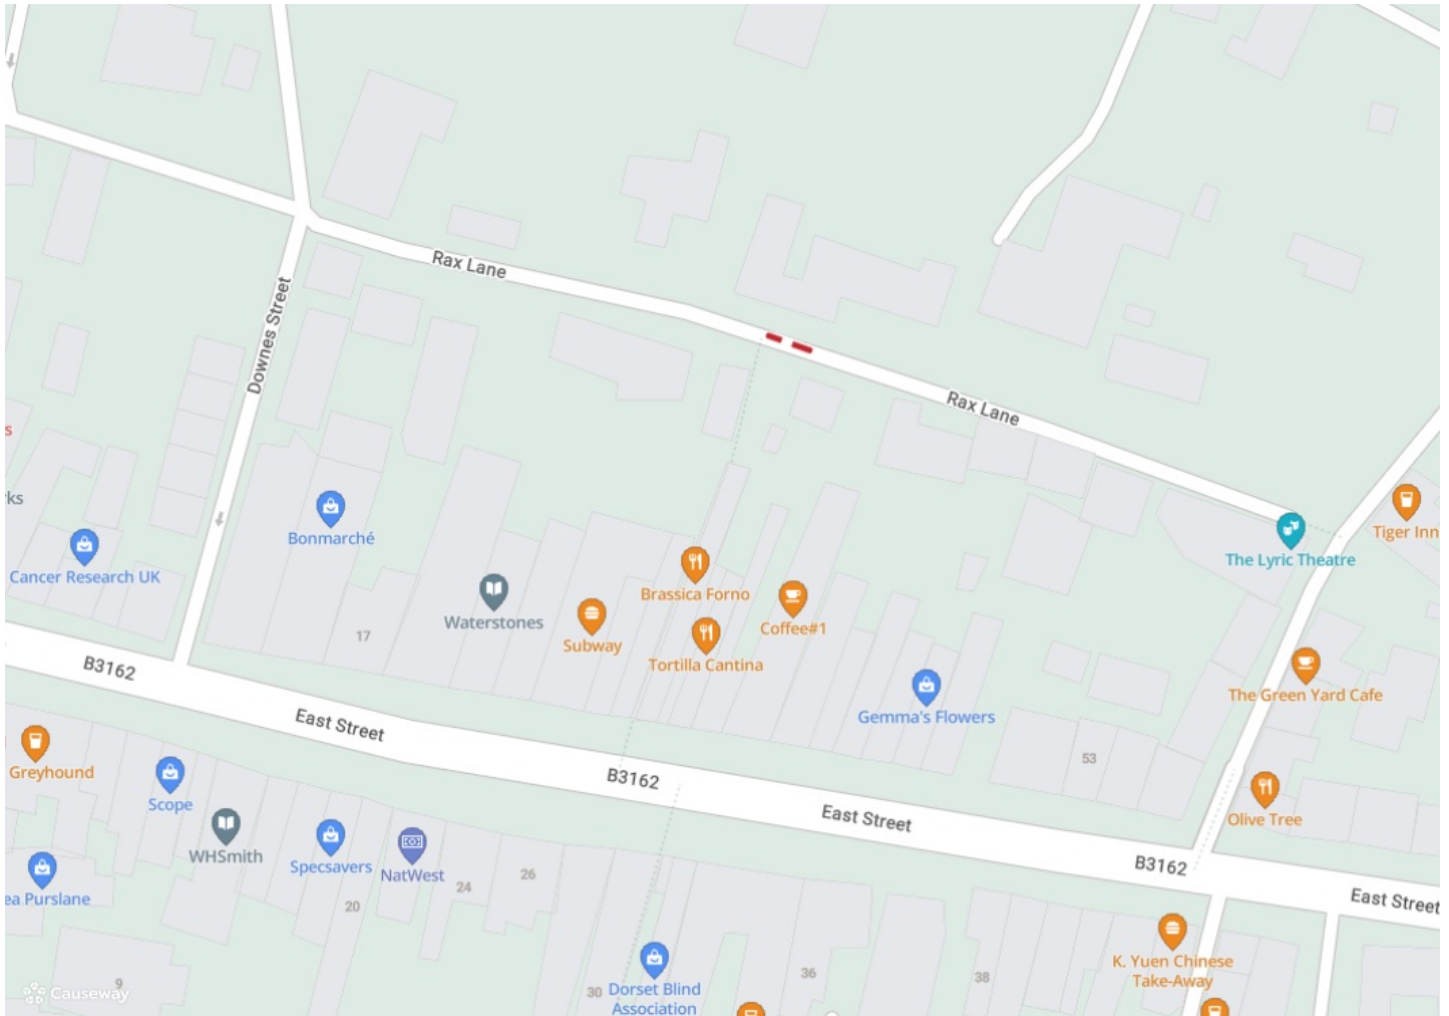 Rax Lane
Downes Street
Rax Lane
s
rks
Bonmarché
Tiger Inn
The Lyric Theatre
Cancer Research UK
Brassica Forno
Waterstones
Coffee#1
17
Subway
Tortilla Cantina
B3162
The Green Yard Cafe
Gemma's Flowers
East Street
53
Greyhound
B3162
Scope
East Street
Olive Tree
WHSmith
Specsavers
NatWest
B3162
26
24
ea Purslane
20
East Street
K. Yuen Chinese
Take-Away
36
38
9
Causeway
30
Dorset Blind
Association